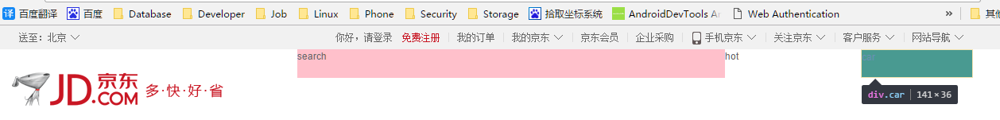 译 百度翻译 百度 Database Developer Job Linux Phone Security Storage 拾取坐标系统 AndroidDevTools An Web Authentication » 其
送至：北京 你好，请登录 免费注册 我的订单 我的京东 京东会员 企业采购 手机京东 关注京东 客户服务 网站导航
search hot
JD.COM 京东 多·快·好·省
div.car 141×36